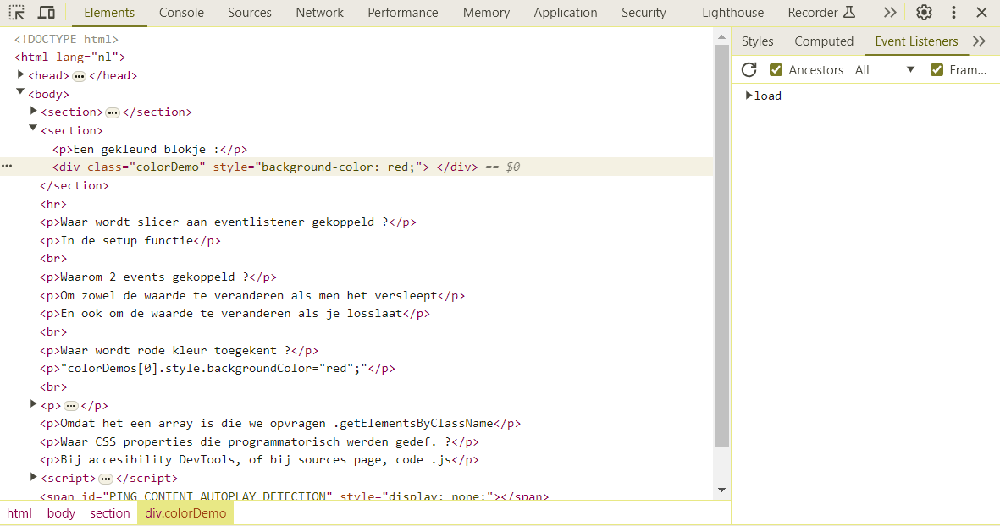 Elements Console Sources Network Performance Memory Application Security Lighthouse Recorder
<!DOCTYPE html>
<html lang="nl">
<head> ••• </head>
<body>
<section> ••• </section>
<section>
<p>Een gekleurd blokje :</p>
<div class="colorDemo" style="background-color: red;"> </div> == $0
</section>
<hr>
<p>Waar wordt slicer aan eventlistener gekoppeld ?</p>
<p>In de setup functie</p>
<br>
<p>Waarom 2 events gekoppeld ?</p>
<p>Om zowel de waarde te veranderen als men het versleept</p>
<p>En ook om de waarde te veranderen als je losslaat</p>
<br>
<p>Waar wordt rode kleur toegekent ?</p>
<p>"colorDemos[0].style.backgroundColor="red";"</p>
<br>
<p> ••• </p>
<p>Omdat het een array is die we opvragen .getElementsByClassName</p>
<p>Waar CSS properties die programmatorisch werden gedef. ?</p>
<p>Bij accesibility DevTools, of bij sources page, code .js</p>
<script> ••• </script>
<span id="PING_CONTENT_AUTOPLAY_DETECTION" style="display: none;"></span>
html body section div.colorDemo
Styles Computed Event Listeners
Ancestors All Fram...
load